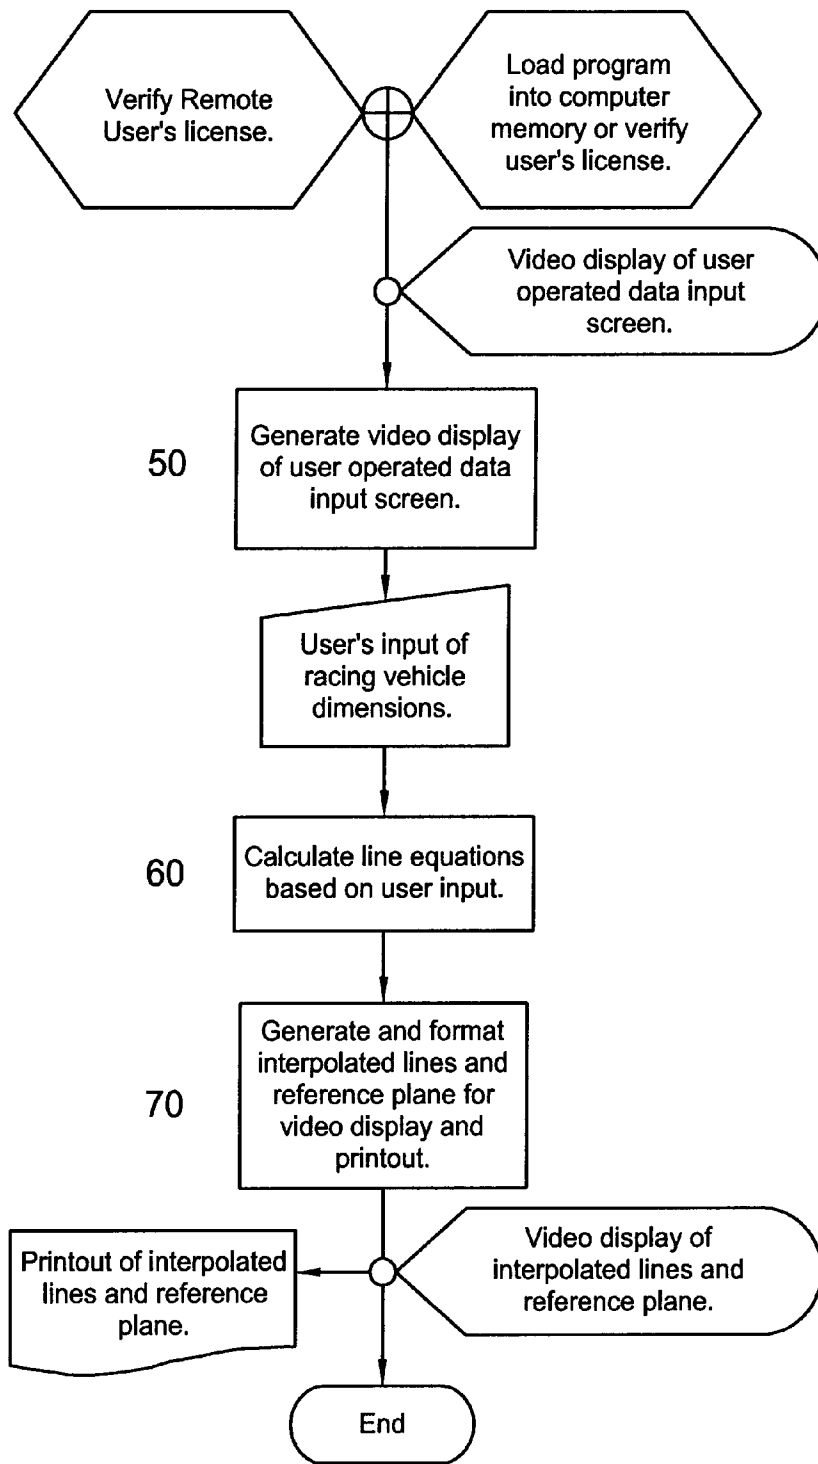 Verify Remote
User's license.
Load program
into computer
memory or verify
user's license.
Video display of user
operated data input
screen.
50
Generate video display
of user operated data
input screen.
User's input of
racing vehicle
dimensions.
60
Calculate line equations
based on user input.
70
Generate and format
interpolated lines and
reference plane for
video display and
printout.
Printout of interpolated
lines and reference
plane.
Video display of
interpolated lines and
reference plane.
End